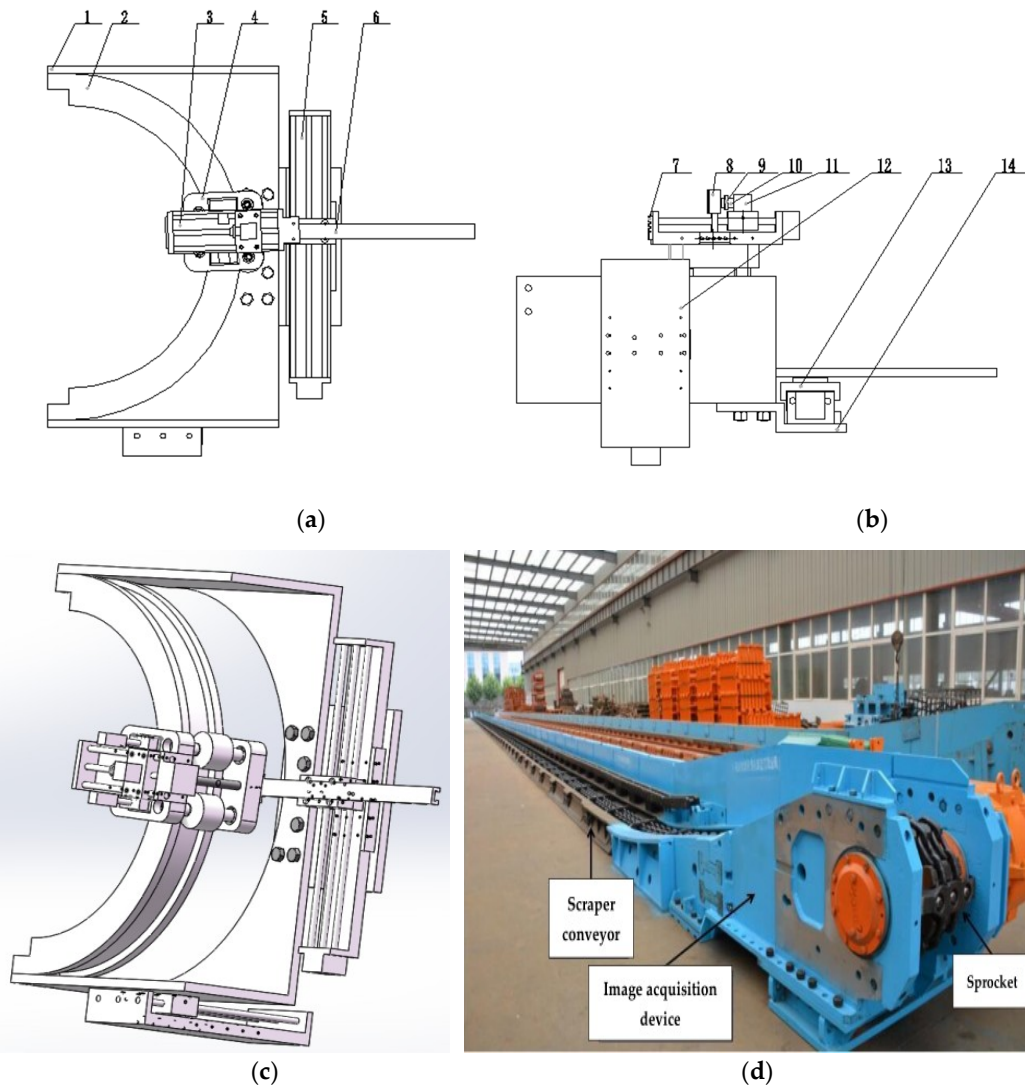 1 2 3 4 5 6
(a)
7 8 9 10 11 12 13 14
(b)
(c)
Scraper
conveyor
Image acquisition
device
Sprocket
(d)